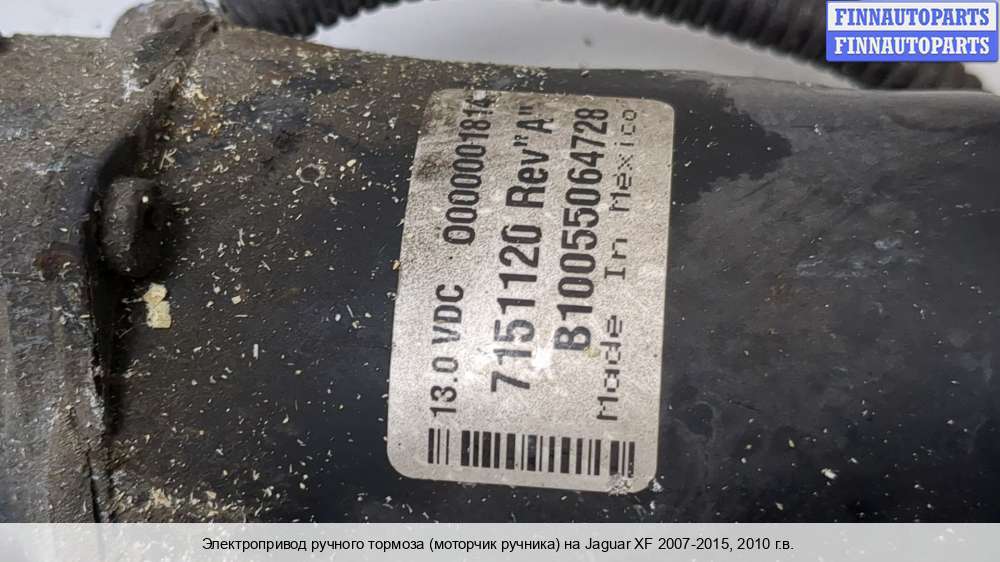 FINNAUTOPARTS
FINNAUTOPARTS
13.0 VDC 0000001814
7151120 Rev"A"
B10055064728
Made In Mexico
Электропривод ручного тормоза (моторчик ручника) на Jaguar XF 2007-2015, 2010 г.в.